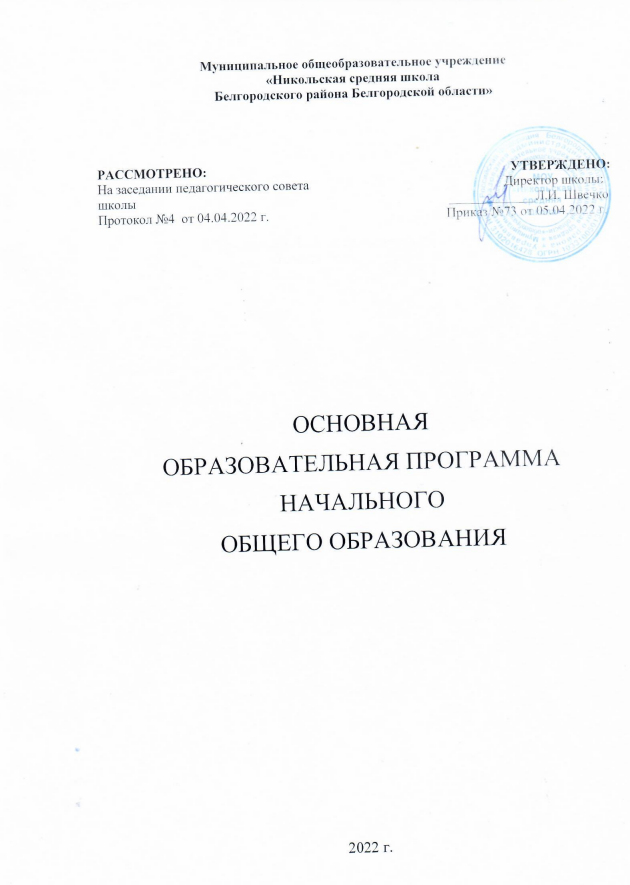 Муниципальное общеобразовательное учреждение
«Никольская средняя школа
Белгородского района Белгородской области»
РАССМОТРЕНО:
На заседании педагогического совета
школы
Протокол №4 от 04.04.2022 г.
УТВЕРЖДЕНО:
Директор школы:
Л.И. Швечко
Приказ №73 от 05.04.2022 г.
ОСНОВНАЯ
ОБРАЗОВАТЕЛЬНАЯ ПРОГРАММА
НАЧАЛЬНОГО
ОБЩЕГО ОБРАЗОВАНИЯ
2022 г.